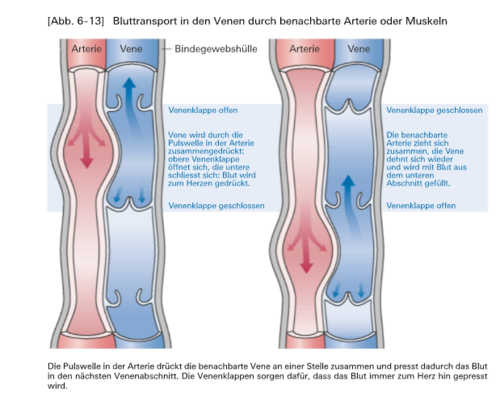 [Abb. 6-13] Bluttransport in den Venen durch benachbarte Arterie oder Muskeln
Arterie Vene Bindegewebshülle Arterie Vene
Venenklappe offen
Vene wird durch die
Pulswelle in der Arterie
zusammengedrückt;
obere Venenklappe
öffnet sich, die untere
schliesst sich; Blut wird
zum Herzen gedrückt.
Venenklappe geschlossen
Venenklappe geschlossen
Die benachbarte
Arterie zieht sich
zusammen, die Vene
dehnt sich wieder
und wird mit Blut aus
dem unteren
Abschnitt gefüllt.
Venenklappe offen
Die Pulswelle in der Arterie drückt die benachbarte Vene an einer Stelle zusammen und presst dadurch das Blut
in den nächsten Venenabschnitt. Die Venenklappen sorgen dafür, dass das Blut immer zum Herz hin gepresst
wird.